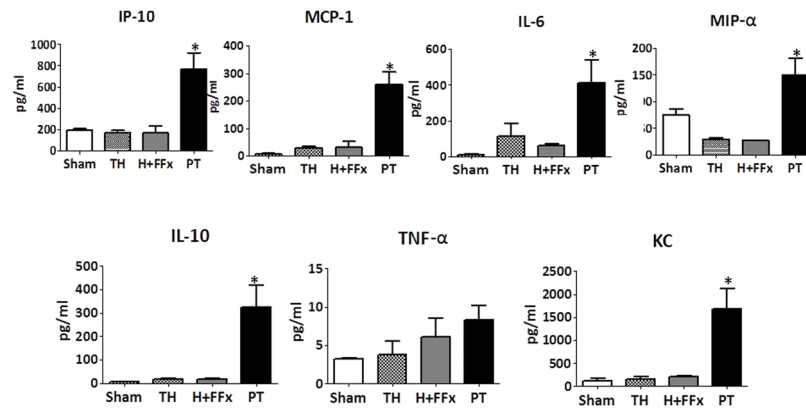 IP-10
1000
800
600
400
200
0
pg/ml
*
Sham TH H+FFx PT
MCP-1
400
300
200
100
0
pg/ml
*
Sham TH H+FFx PT
IL-6
600
400
200
0
pg/ml
*
Sham TH H+FFx PT
MIP-α
200
150
100
50
0
pg/ml
*
Sham TH H+FFx PT
IL-10
500
400
300
200
100
0
pg/ml
*
Sham TH H+FFx PT
TNF-α
15
10
5
0
pg/ml
Sham TH H+FFx PT
KC
2500
2000
1500
1000
500
0
pg/ml
*
Sham TH H+FFx PT